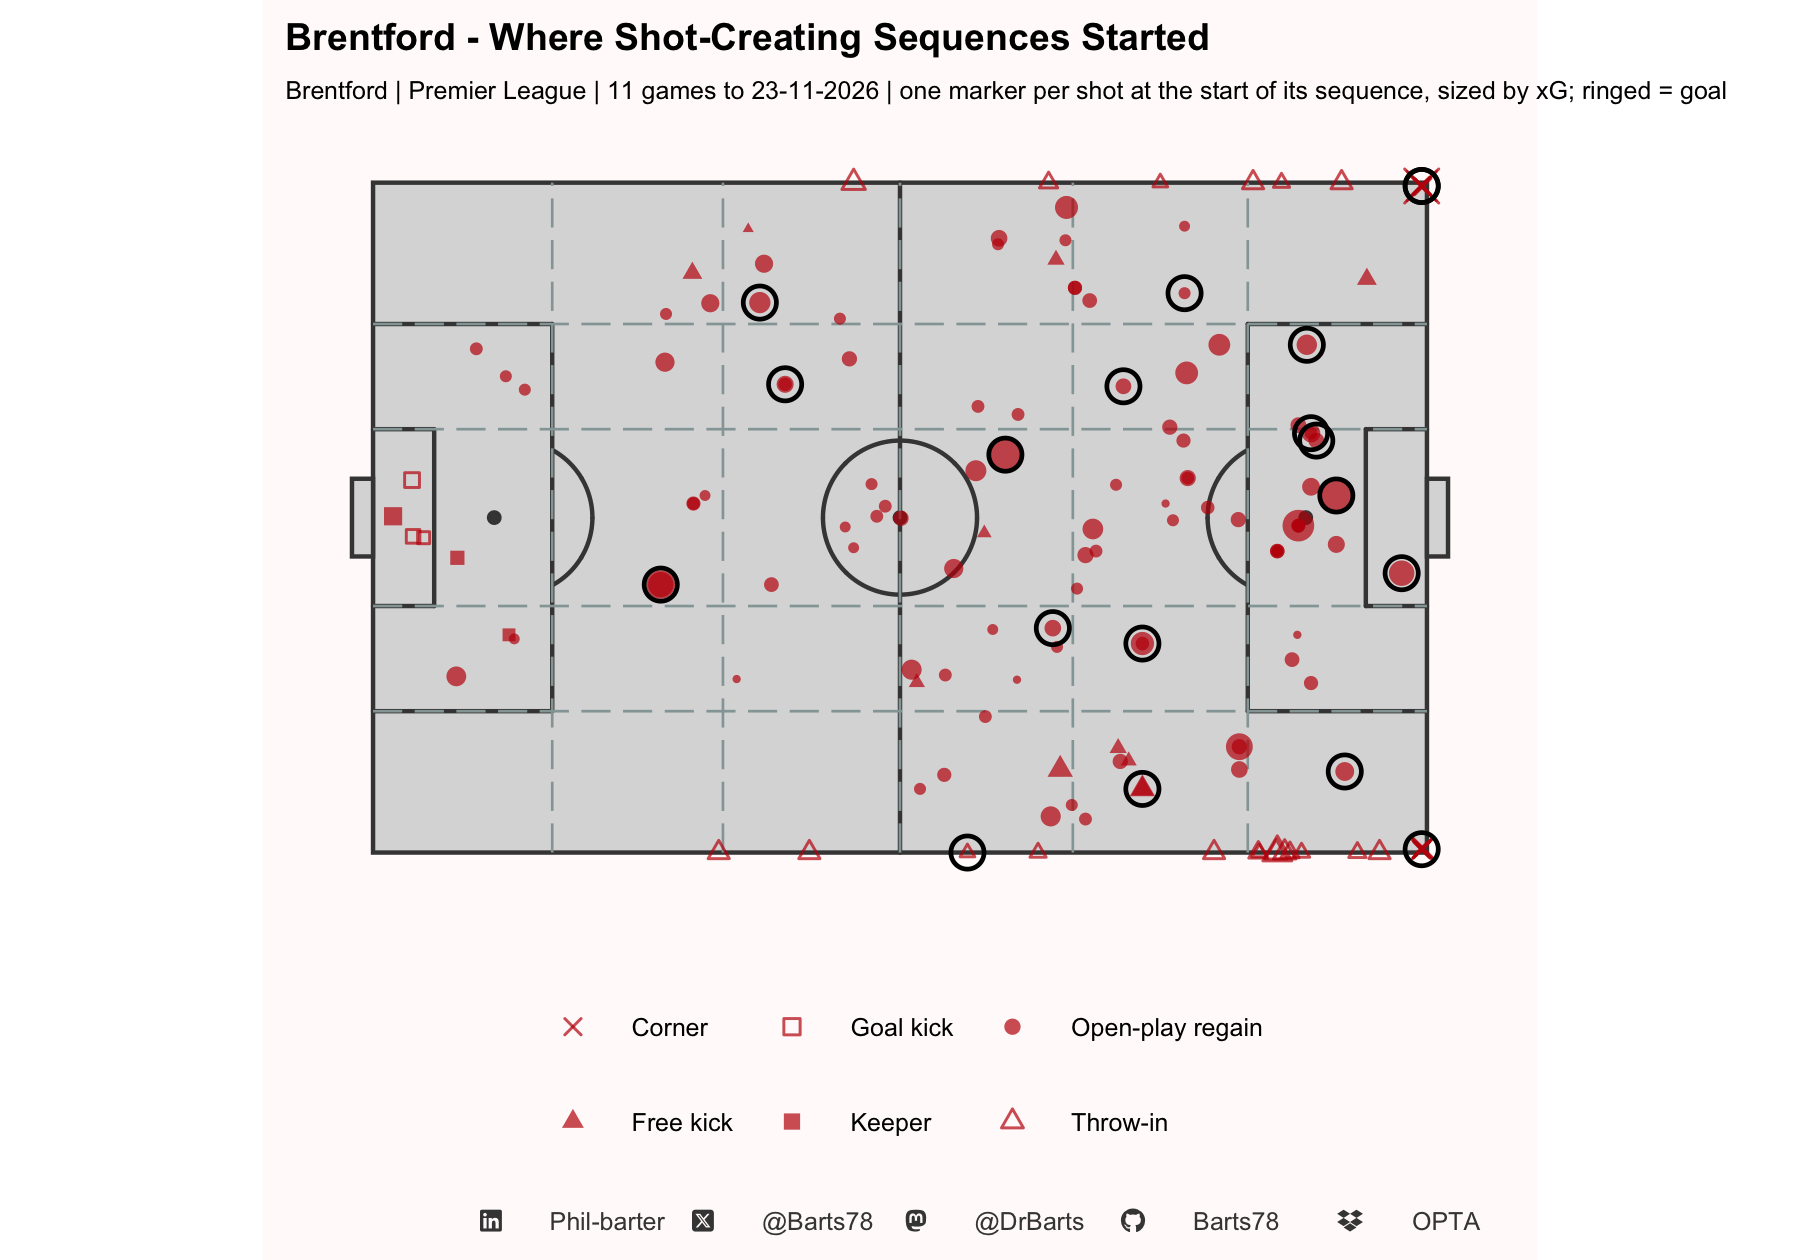 Brentford - Where Shot-Creating Sequences Started
Brentford | Premier League | 11 games to 23-11-2026 | one marker per shot at the start of its sequence, sized by xG; ringed = goal
Corner Goal kick Open-play regain
Free kick Keeper Throw-in
Phil-barter @Barts78 @DrBarts Barts78 OPTA